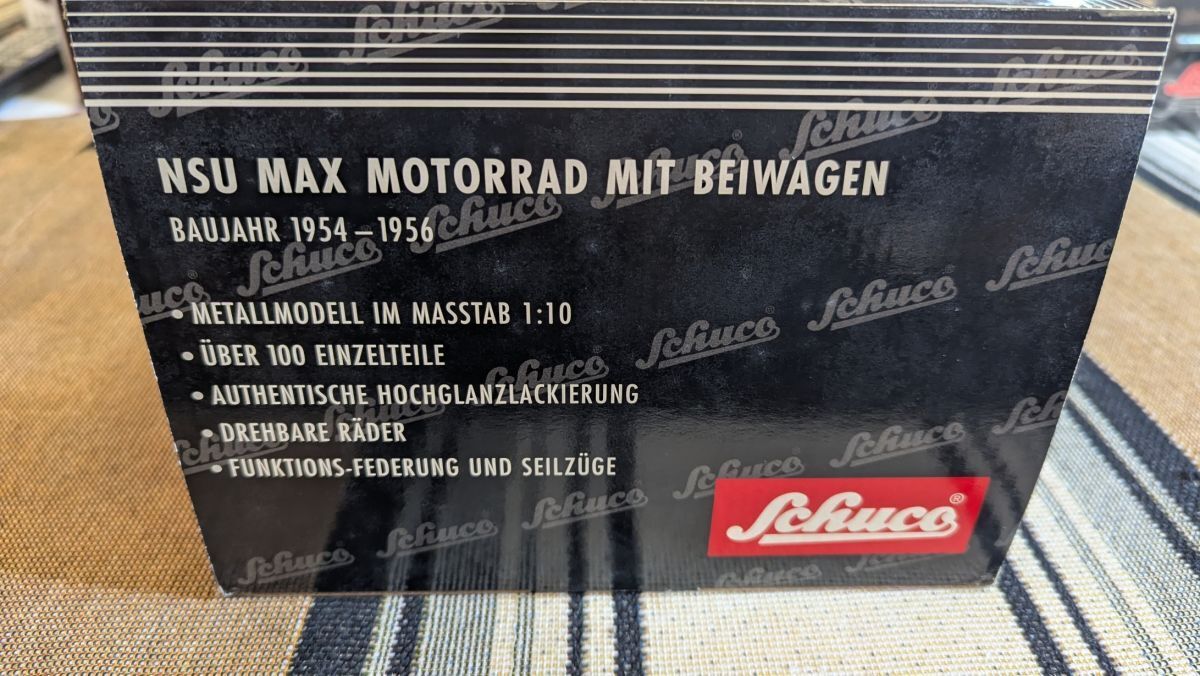 NSU MAX MOTORRAD MIT BEIWAGEN
BAUJAHR 1954 – 1956
• METALLMODELL IM MASSTAB 1:10
• ÜBER 100 EINZELTEILE
• AUTHENTISCHE HOCHGLANZLACKIERUNG
• DREHBARE RÄDER
• FUNKTIONS-FEDERUNG UND SEILZÜGE
Schuco®